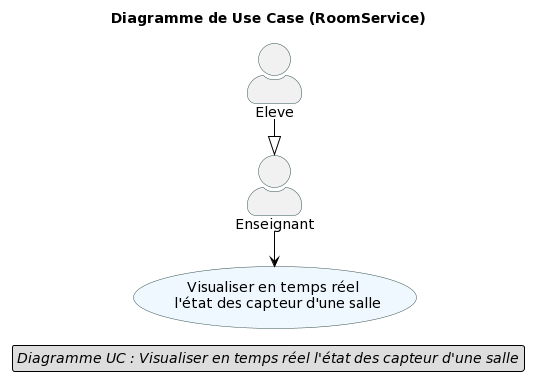 Diagramme de Use Case (RoomService)
Eleve
Enseignant
Visualiser en temps réel
l'état des capteur d'une salle
Diagramme UC : Visualiser en temps réel l'état des capteur d'une salle